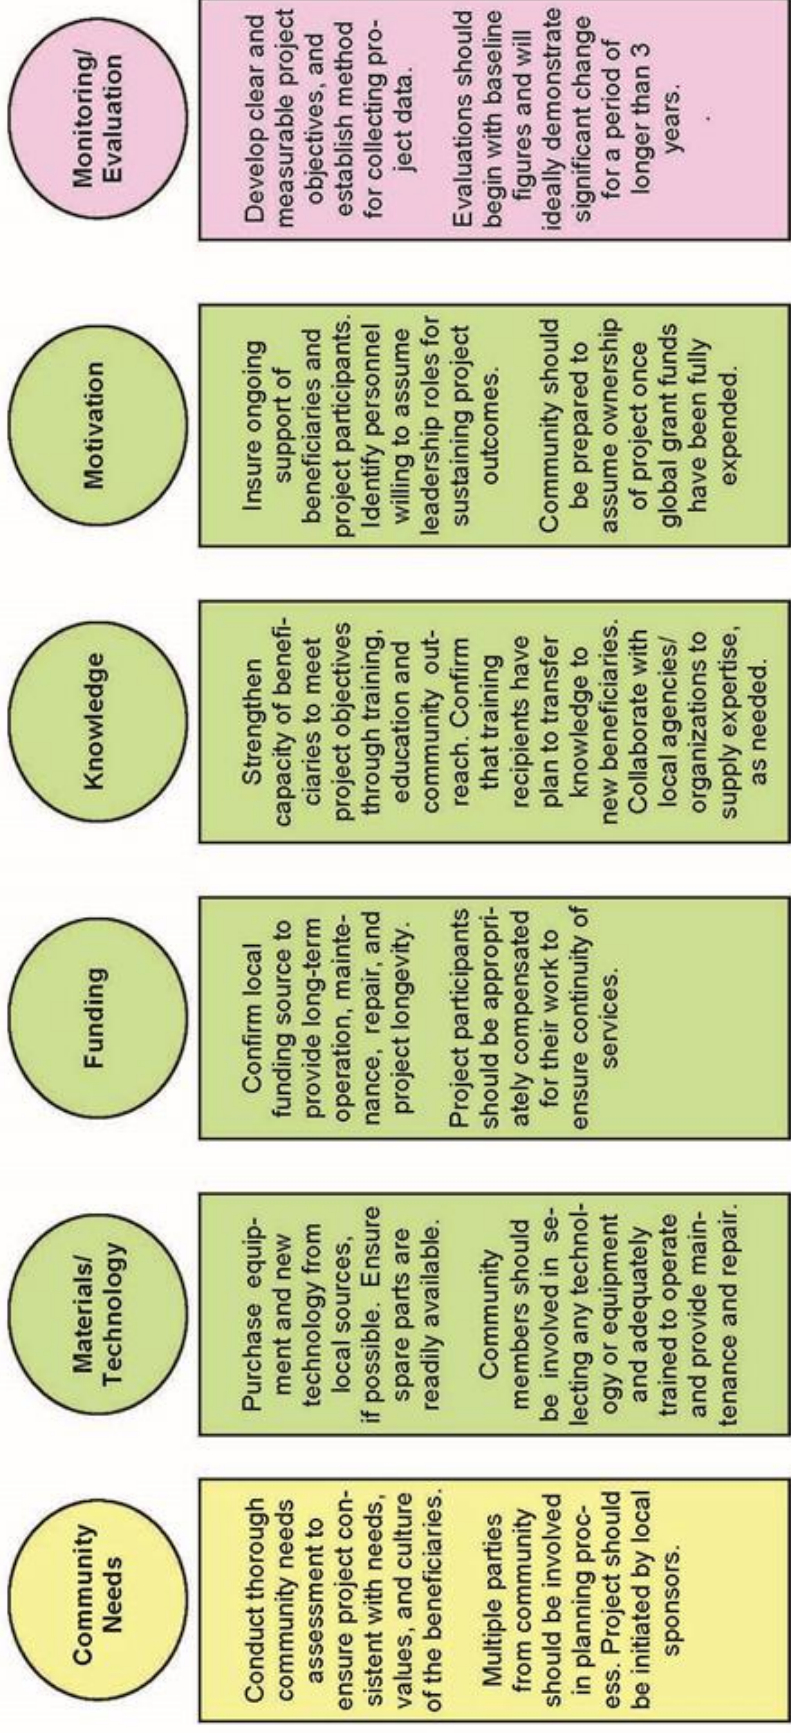 Community
Needs
Conduct thorough
community needs
assessment to
ensure project con-
sistent with needs,
values, and culture
of the beneficiaries.
Multiple parties
from community
should be involved
in planning proc-
ess. Project should
be initiated by local
sponsors.
Materials/
Technology
Purchase equip-
ment and new
technology from
local sources,
if possible. Ensure
spare parts are
readily available.
Community
members should
be involved in se-
lecting any technol-
ogy or equipment
and adequately
trained to operate
and provide main-
tenance and repair.
Funding
Confirm local
funding source to
provide long-term
operation, mainte-
nance, repair, and
project longevity.
Project participants
should be appropri-
ately compensated
for their work to
ensure continuity of
services.
Knowledge
Strengthen
capacity of benefi-
ciaries to meet
project objectives
through training,
education and
community out-
reach. Confirm
that training
recipients have
plan to transfer
knowledge to
new beneficiaries.
Collaborate with
local agencies/
organizations to
supply expertise,
as needed.
Motivation
Insure ongoing
support of
beneficiaries and
project participants.
Identify personnel
willing to assume
leadership roles for
sustaining project
outcomes.
Community should
be prepared to
assume ownership
of project once
global grant funds
have been fully
expended.
Monitoring/
Evaluation
Develop clear and
measurable project
objectives, and
establish method
for collecting pro-
ject data.
Evaluations should
begin with baseline
figures and will
ideally demonstrate
significant change
for a period of
longer than 3
years.
.